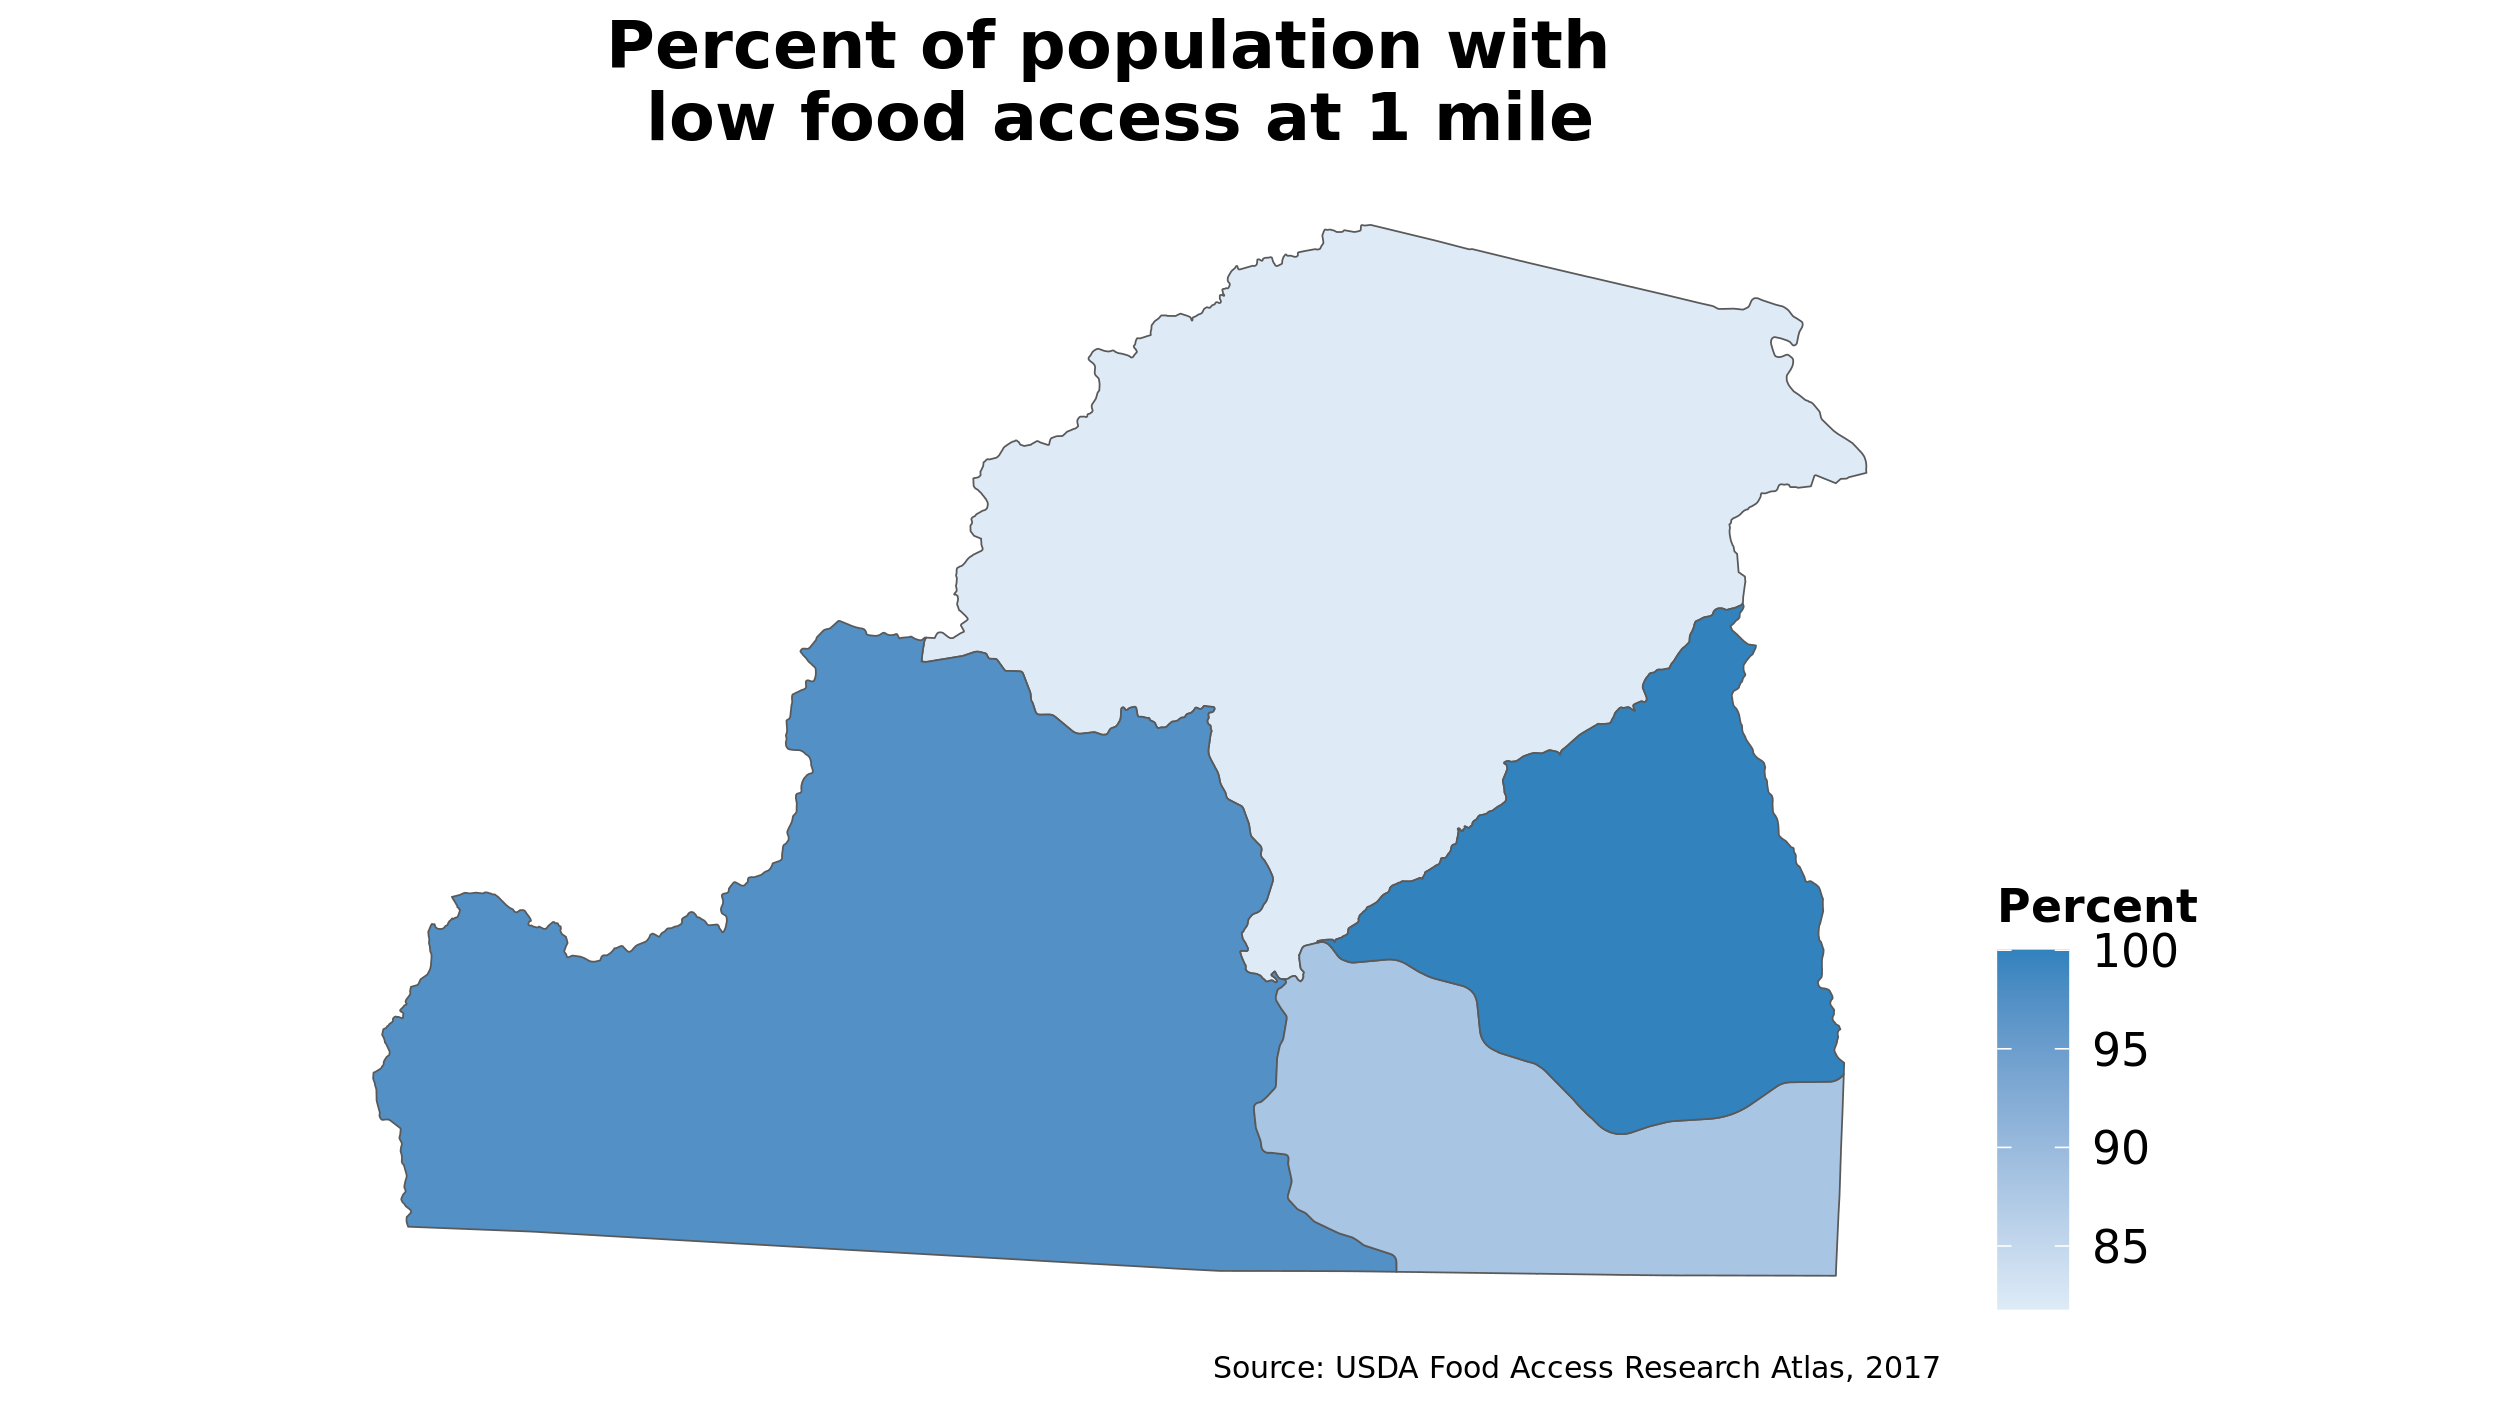 Percent of population with
low food access at 1 mile
Percent
100
95
90
85
Source: USDA Food Access Research Atlas, 2017